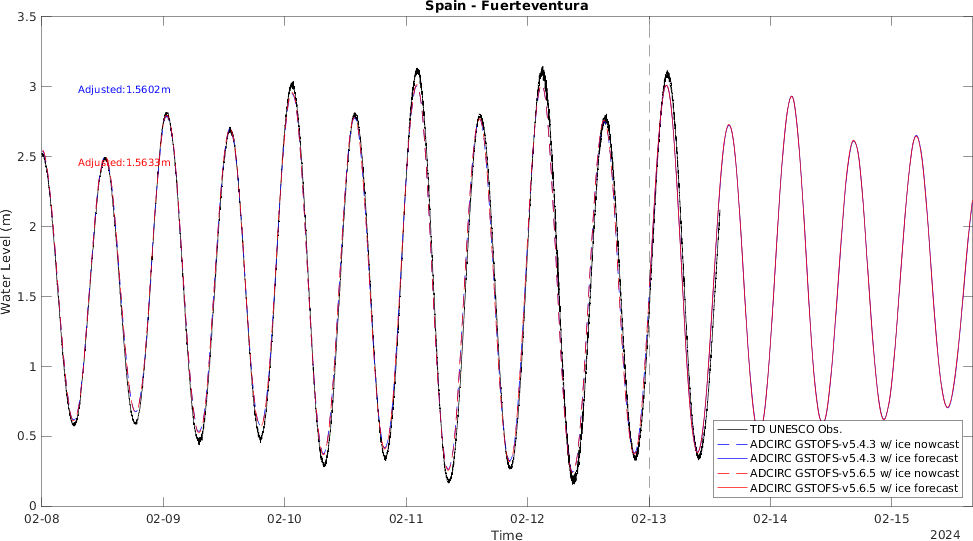 Spain - Fuerteventura
3.5
3
2.5
2
1.5
1
0.5
0
Water Level (m)
Adjusted:1.5602m
Adjusted:1.5633m
TD UNESCO Obs.
ADCIRC GSTOFS-v5.4.3 w/ ice nowcast
ADCIRC GSTOFS-v5.4.3 w/ ice forecast
ADCIRC GSTOFS-v5.6.5 w/ ice nowcast
ADCIRC GSTOFS-v5.6.5 w/ ice forecast
02-08 02-09 02-10 02-11 02-12 02-13 02-14 02-15
Time
2024